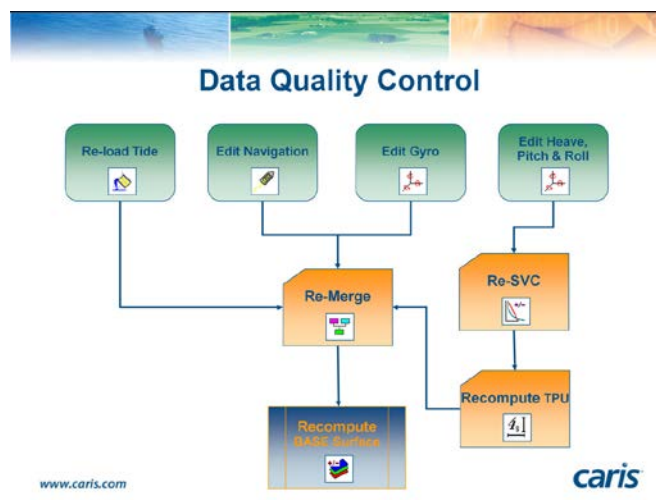 Data Quality Control
Re-load Tide
Edit Navigation
Edit Gyro
Edit Heave,
Pitch & Roll
Re-Merge
Re-SVC
Recompute TPU
Recompute
BASE Surface
www.caris.com
caris